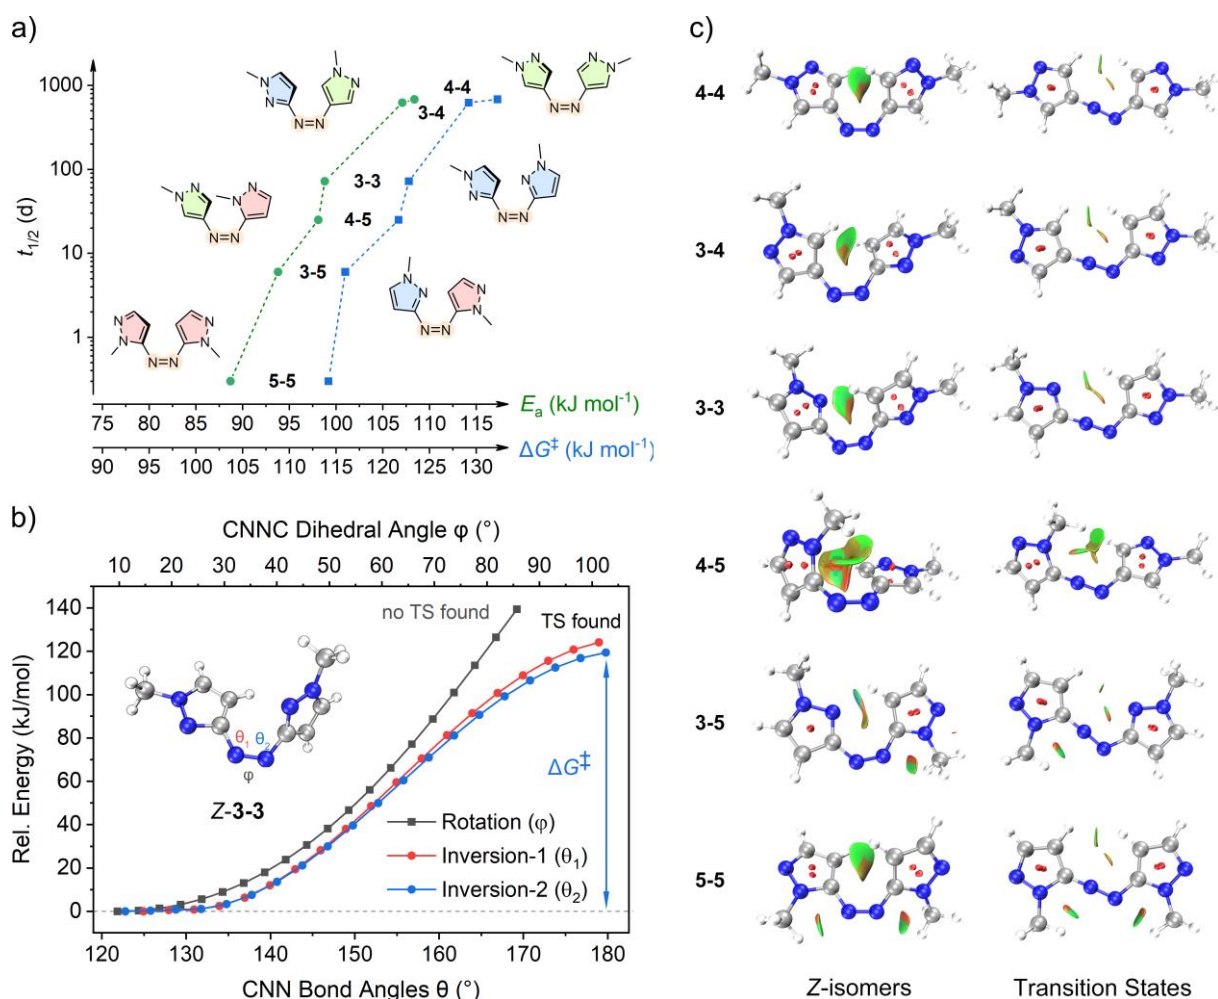 a)
1000
100
10
1
t1/2 (d)
N
N
N
N
N=N
N
N
N
N
N=N
4-4
3-4
3-3
4-5
3-5
5-5
N
N
N
N
N=N
N
N
N
N
N=N
N
N
N
N
N=N
N
N
N
N
N=N
75 80 85 90 95 100 105 110 115
Ea (kJ mol⁻¹)
90 95 100 105 110 115 120 125 130
ΔG‡ (kJ mol⁻¹)
b)
CNNC Dihedral Angle φ (°)
10 20 30 40 50 60 70 80 90 100
140
120
100
80
60
40
20
0
Rel. Energy (kJ/mol)
no TS found
TS found
θ1 θ2
φ
Z-3-3
ΔG‡
Rotation (φ)
Inversion-1 (θ1)
Inversion-2 (θ2)
120 130 140 150 160 170 180
CNN Bond Angles θ (°)
c)
4-4
3-4
3-3
4-5
3-5
5-5
Z-isomers
Transition States